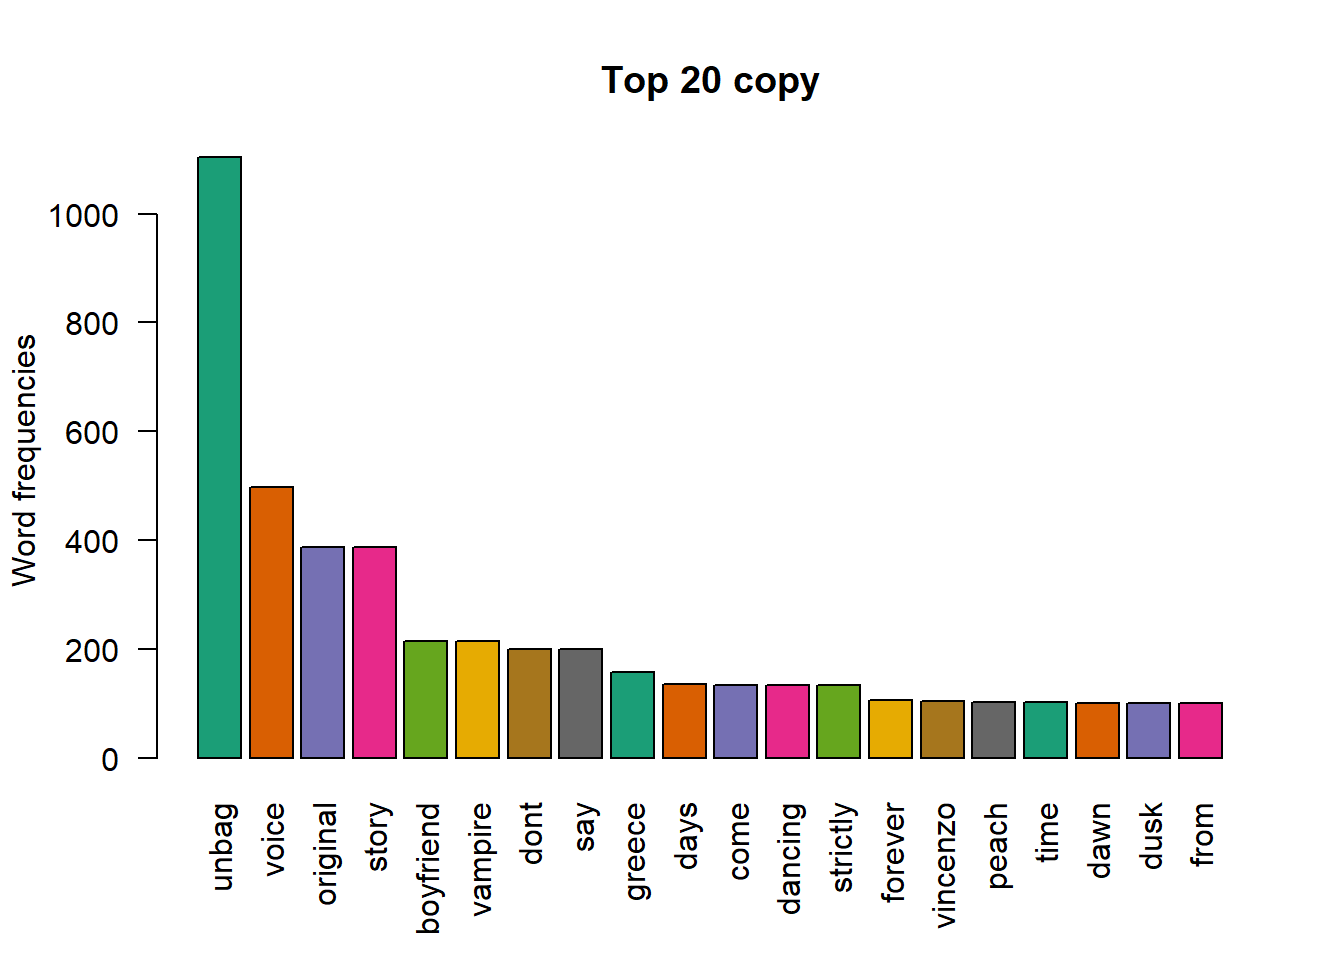 Top 20 copy
Word frequencies
1000
800
600
400
200
0
unbag
voice
original
story
boyfriend
vampire
dont
say
greece
days
come
dancing
strictly
forever
vincenzo
peach
time
dawn
dusk
from